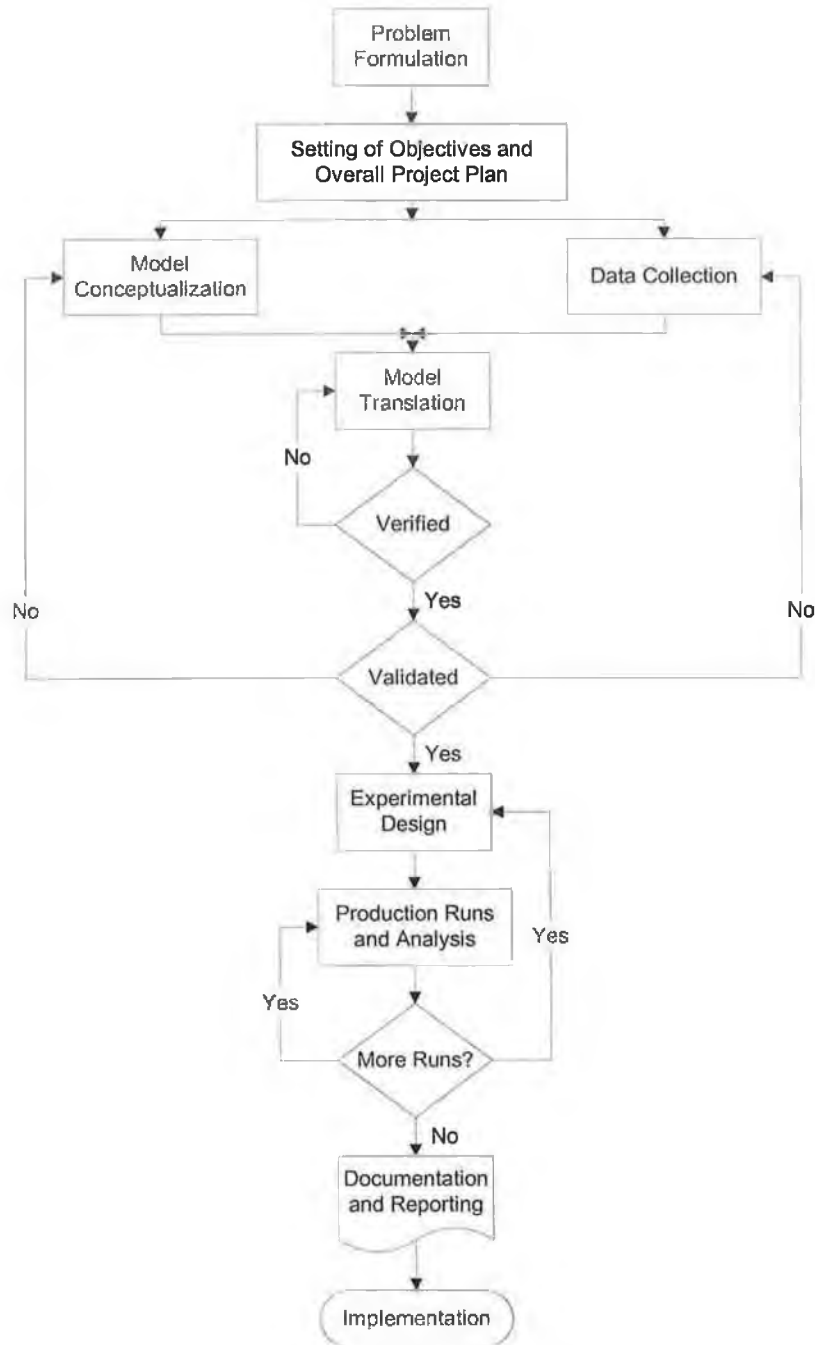 Problem
Formulation
Setting of Objectives and
Overall Project Plan
Model
Conceptualization
Data Collection
Model
Translation
No
Verified
Yes
No
No
Validated
Yes
Experimental
Design
Production Runs
and Analysis
Yes
Yes
More Runs?
No
Documentation
and Reporting
Implementation